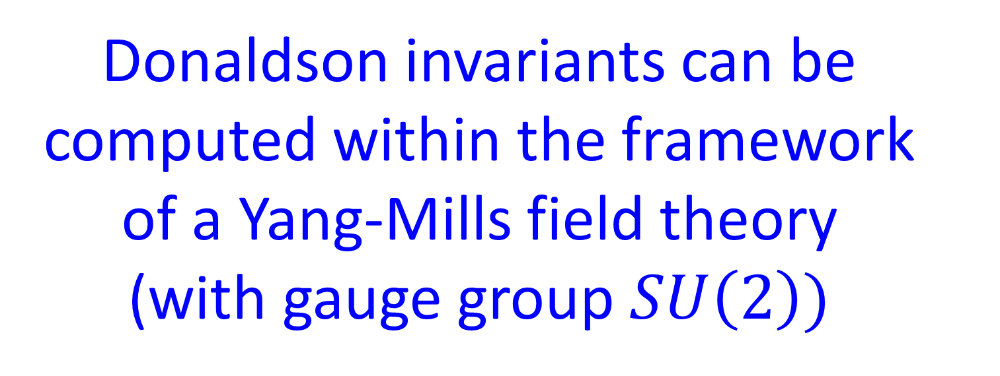 Donaldson invariants can be
computed within the framework
of a Yang-Mills field theory
(with gauge group SU(2))